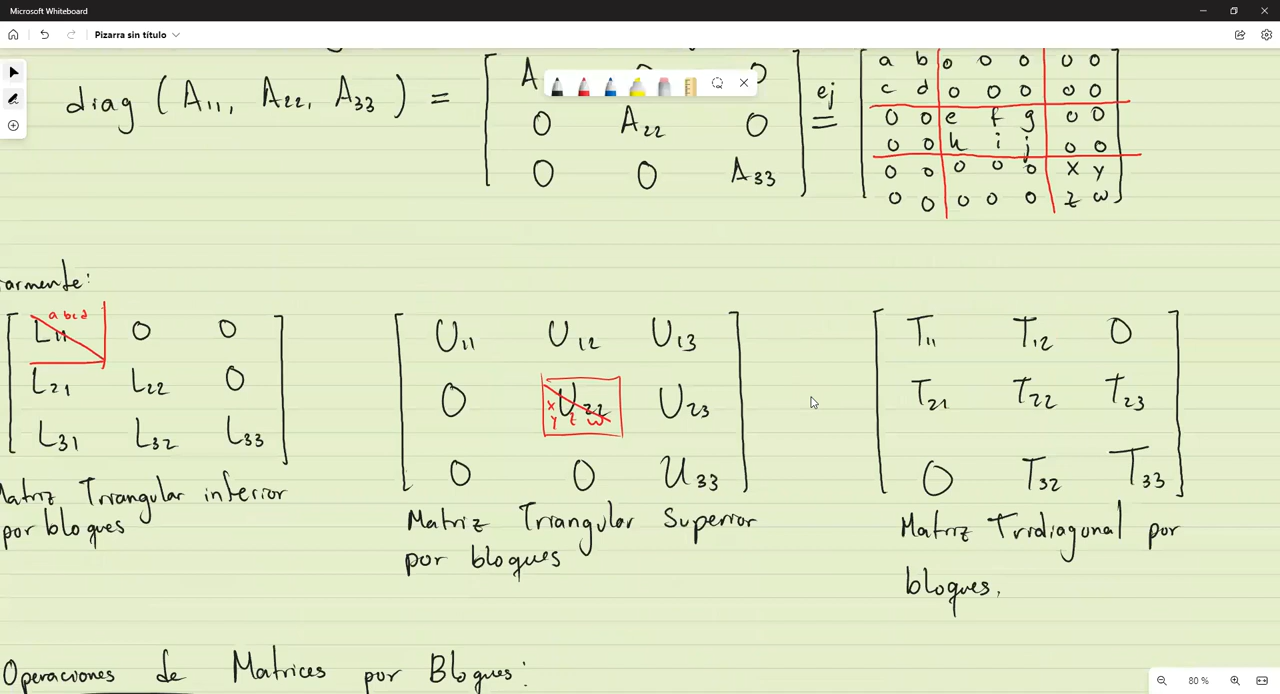 Microsoft Whiteboard
Pizarra sin título
diag (A11, A22, A33) = [ A 0 0 ] ej =
0 A22 0
0 0 A33
a b 0 0 0 0 0
c d 0 0 0 0 0
0 0 e f g 0 0
0 0 h i j 0 0
0 0 0 0 0 x y
0 0 0 0 0 z w
armente:
L11 0 0
a b c d
L21 L22 0
L31 L32 L33
Matriz Triangular inferior
por bloques
U11 U12 U13
0 U22 U23
x y z w
0 0 U33
Matriz Triangular Superior
por bloques
T11 T12 0
T21 T22 T23
0 T32 T33
Matriz Tridiagonal por
bloques.
Operaciones de Matrices por Bloques:
80 %